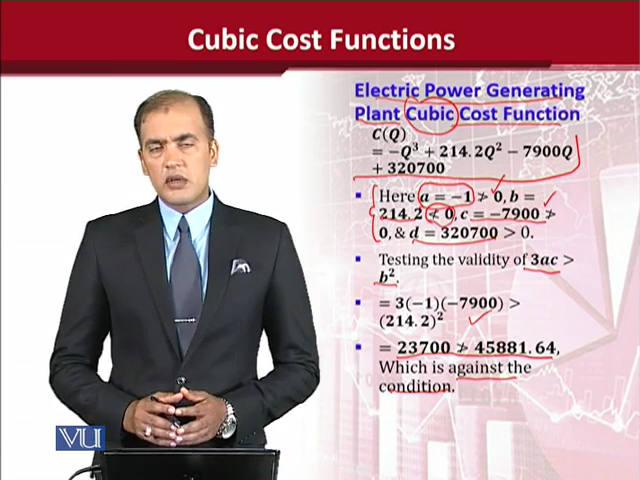 Cubic Cost Functions
Electric Power Generating
Plant Cubic Cost Function
C(Q)
= −Q³ + 214.2Q² − 7900Q
+ 320700
▪ Here a = −1 ≯ 0, b =
214.2 ≮ 0, c = −7900 ≯
0, & d = 320700 > 0.
▪ Testing the validity of 3ac >
b².
▪ = 3(−1)(−7900) >
(214.2)²
▪ = 23700 ≯ 45881.64,
Which is against the
condition.
VU